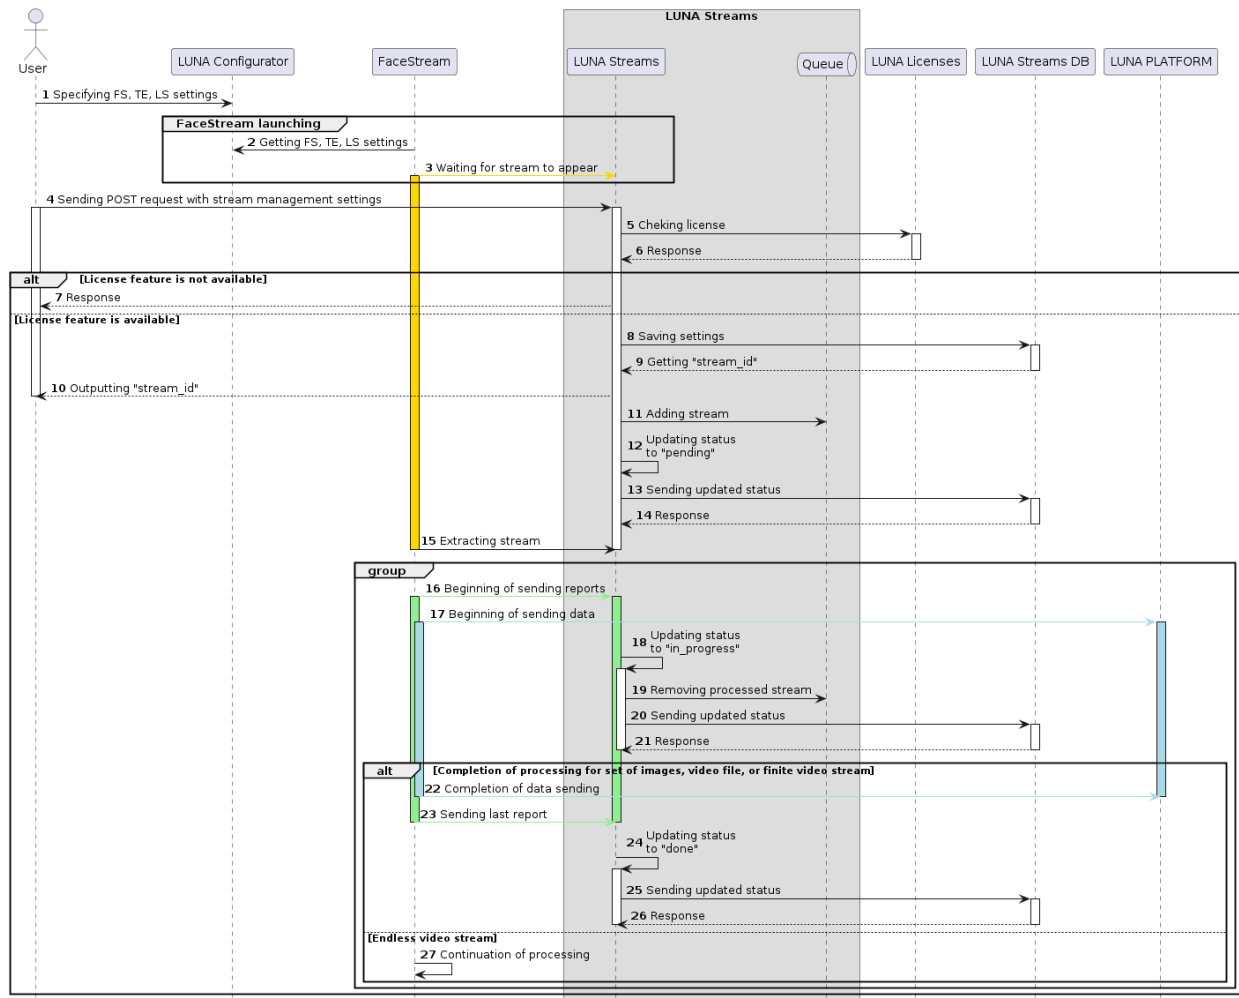 LUNA Streams
User
LUNA Configurator
FaceStream
LUNA Streams
Queue
LUNA Licenses
LUNA Streams DB
LUNA PLATFORM
1 Specifying FS, TE, LS settings
FaceStream launching
2 Getting FS, TE, LS settings
3 Waiting for stream to appear
4 Sending POST request with stream management settings
5 Cheking license
6 Response
alt [License feature is not available]
7 Response
[License feature is available]
8 Saving settings
9 Getting "stream_id"
10 Outputting "stream_id"
11 Adding stream
12 Updating status
to "pending"
13 Sending updated status
14 Response
15 Extracting stream
group
16 Beginning of sending reports
17 Beginning of sending data
18 Updating status
to "in_progress"
19 Removing processed stream
20 Sending updated status
21 Response
alt [Completion of processing for set of images, video file, or finite video stream]
22 Completion of data sending
23 Sending last report
24 Updating status
to "done"
25 Sending updated status
26 Response
[Endless video stream]
27 Continuation of processing